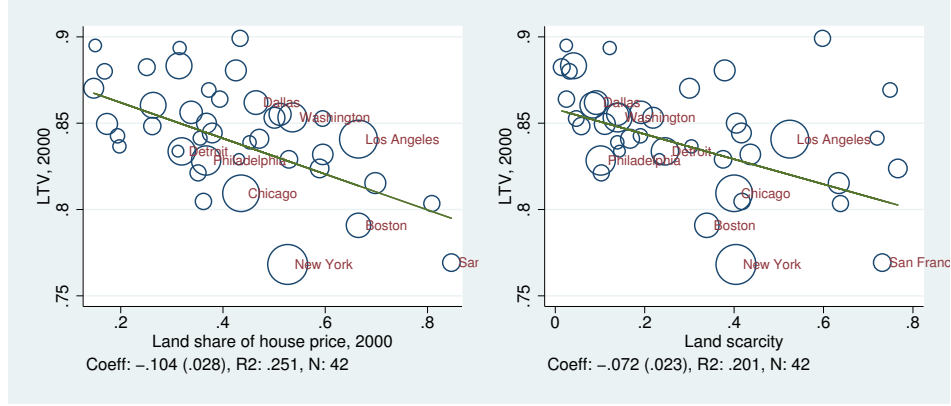 .9
.85
.8
.75
LTV, 2000
Dallas
Washington
Los Angeles
Detroit
Philadelphia
Chicago
Boston
New York
San
.2 .4 .6 .8
Land share of house price, 2000
Coeff: −.104 (.028), R2: .251, N: 42
.9
.85
.8
.75
LTV, 2000
Dallas
Washington
Los Angeles
Detroit
Philadelphia
Chicago
Boston
New York
San Franc
0 .2 .4 .6 .8
Land scarcity
Coeff: −.072 (.023), R2: .201, N: 42